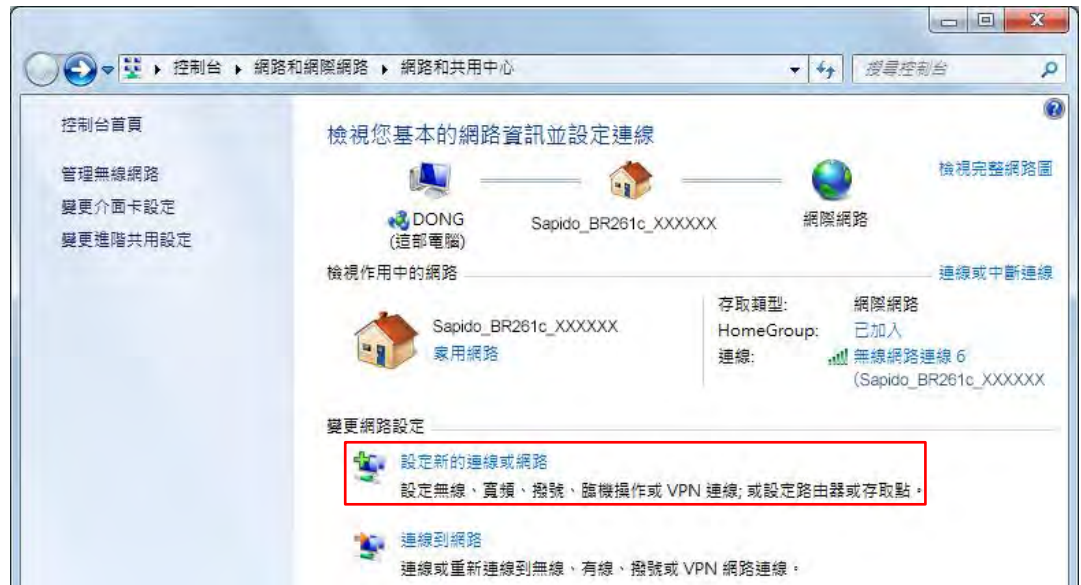 控制台 ▸ 網路和網際網路 ▸ 網路和共用中心
搜尋控制台
控制台首頁
管理無線網路
變更介面卡設定
變更進階共用設定
檢視您基本的網路資訊並設定連線
檢視完整網路圖
DONG
(這部電腦)
Sapido_BR261c_XXXXXX
網際網路
檢視作用中的網路
連線或中斷連線
Sapido_BR261c_XXXXXX
家用網路
存取類型: 網際網路
HomeGroup: 已加入
連線: 無線網路連線 6
(Sapido_BR261c_XXXXXX
變更網路設定
設定新的連線或網路
設定無線、寬頻、撥號、臨機操作或 VPN 連線; 或設定路由器或存取點。
連線到網路
連線或重新連線到無線、有線、撥號或 VPN 網路連線。